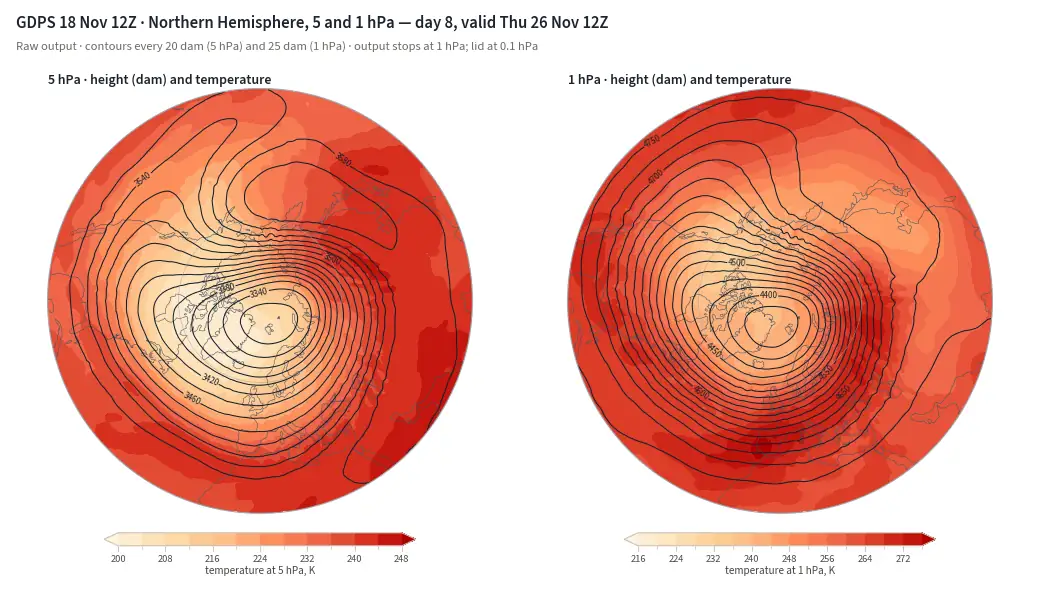 GDPS 18 Nov 12Z · Northern Hemisphere, 5 and 1 hPa — day 8, valid Thu 26 Nov 12Z
Raw output · contours every 20 dam (5 hPa) and 25 dam (1 hPa) · output stops at 1 hPa; lid at 0.1 hPa
5 hPa · height (dam) and temperature
3540
3580
3500
3380
3340
3420
3460
200 208 216 224 232 240 248
temperature at 5 hPa, K
1 hPa · height (dam) and temperature
4750
4700
4500
4400
4450
4600
4550
4650
216 224 232 240 248 256 264 272
temperature at 1 hPa, K